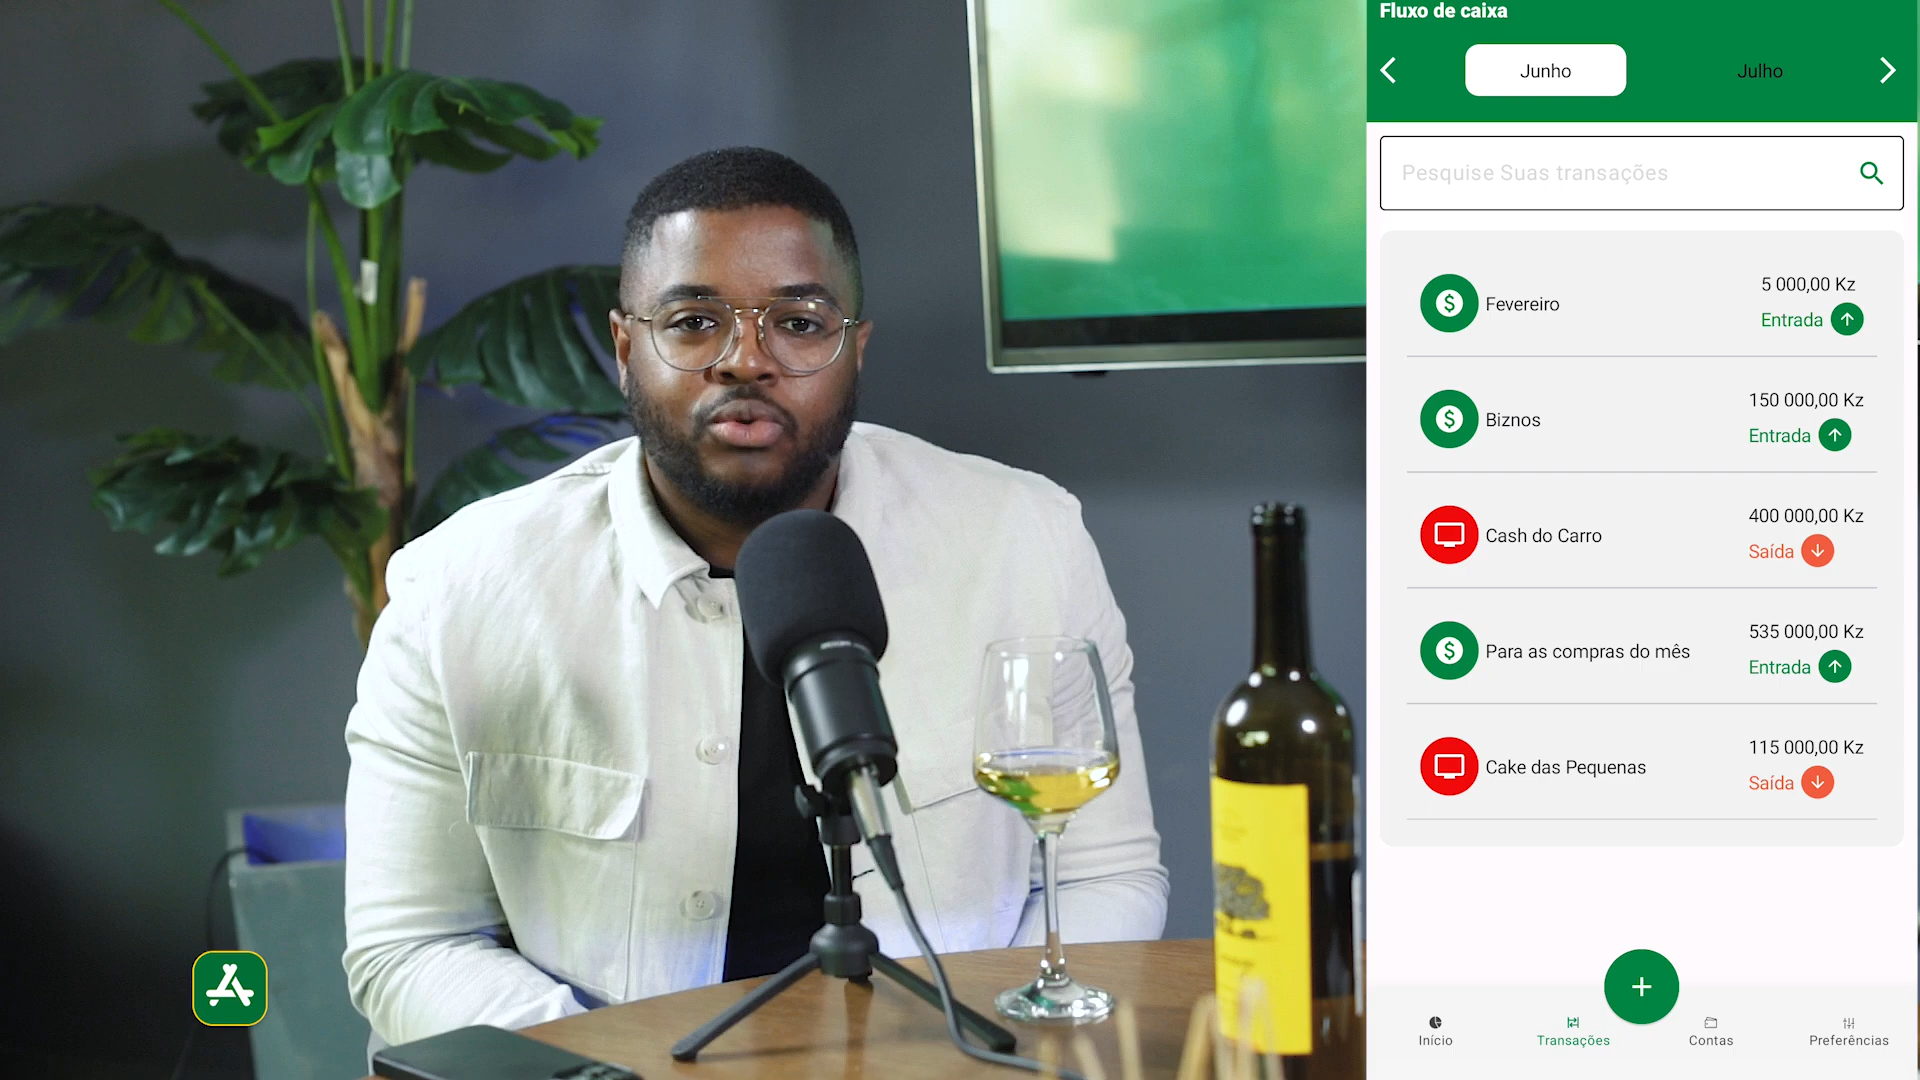 Fluxo de caixa
Junho
Julho
Pesquise Suas transações
Fevereiro
5 000,00 Kz
Entrada
Biznos
150 000,00 Kz
Entrada
Cash do Carro
400 000,00 Kz
Saída
Para as compras do mês
535 000,00 Kz
Entrada
Cake das Pequenas
115 000,00 Kz
Saída
Início
Transações
Contas
Preferências